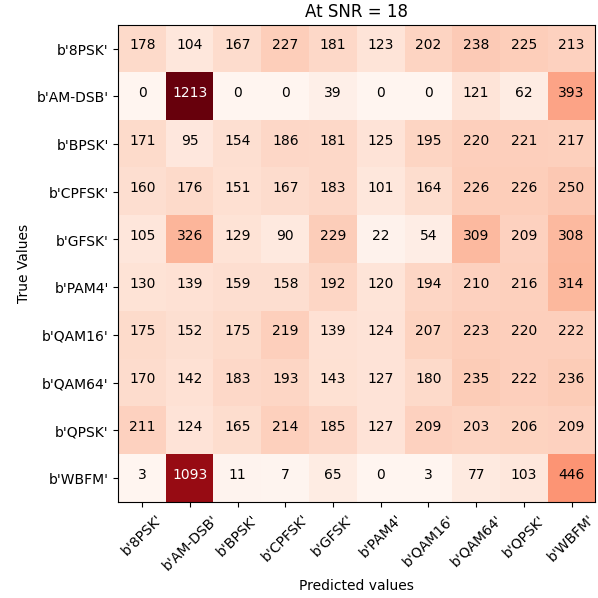 At SNR = 18
b'8PSK' 178 104 167 227 181 123 202 238 225 213
b'AM-DSB' 0 1213 0 0 39 0 0 121 62 393
b'BPSK' 171 95 154 186 181 125 195 220 221 217
b'CPFSK' 160 176 151 167 183 101 164 226 226 250
b'GFSK' 105 326 129 90 229 22 54 309 209 308
b'PAM4' 130 139 159 158 192 120 194 210 216 314
b'QAM16' 175 152 175 219 139 124 207 223 220 222
b'QAM64' 170 142 183 193 143 127 180 235 222 236
b'QPSK' 211 124 165 214 185 127 209 203 206 209
b'WBFM' 3 1093 11 7 65 0 3 77 103 446
True Values
b'8PSK' b'AM-DSB' b'BPSK' b'CPFSK' b'GFSK' b'PAM4' b'QAM16' b'QAM64' b'QPSK' b'WBFM'
Predicted values